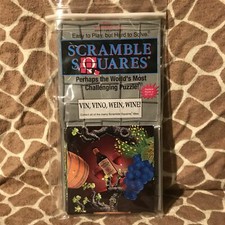 Easy to Play, but Hard to Solve
SCRAMBLE
SQUARES
Perhaps the World's Most
Challenging Puzzle!
VIN, VINO, WEIN, WINE!